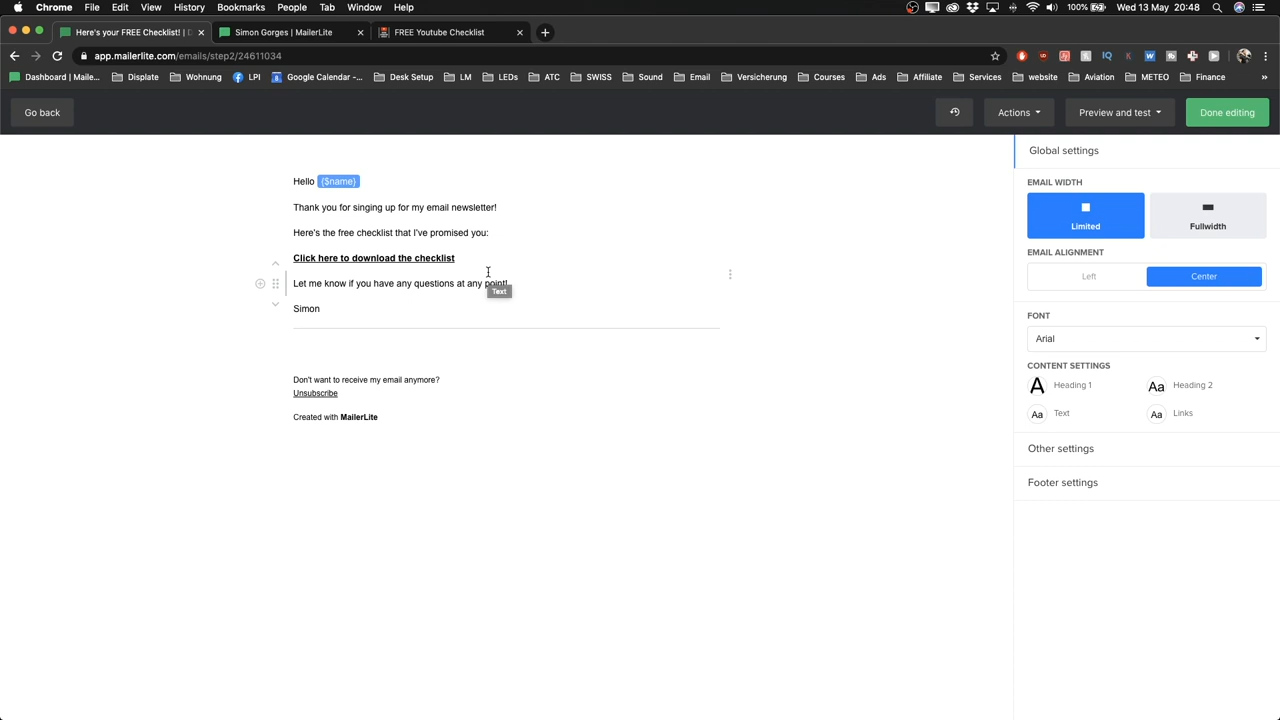 Chrome File Edit View History Bookmarks People Tab Window Help 100% Wed 13 May 20:48
Here's your FREE Checklist! | D Simon Gorges | MailerLite FREE Youtube Checklist
app.mailerlite.com/emails/step2/24611034
Dashboard | Maile... Displate Wohnung LPI Google Calendar -... Desk Setup LM LEDs ATC SWISS Sound Email Versicherung Courses Ads Affiliate Services website Aviation METEO Finance »
Go back Actions Preview and test Done editing
Global settings
EMAIL WIDTH
Limited Fullwidth
EMAIL ALIGNMENT
Left Center
FONT
Arial
CONTENT SETTINGS
A Heading 1 Aa Heading 2
Aa Text Aa Links
Other settings
Footer settings
Hello {$name}
Thank you for singing up for my email newsletter!
Here's the free checklist that I've promised you:
Click here to download the checklist
Let me know if you have any questions at any point!
Text
Simon
Don't want to receive my email anymore?
Unsubscribe
Created with MailerLite